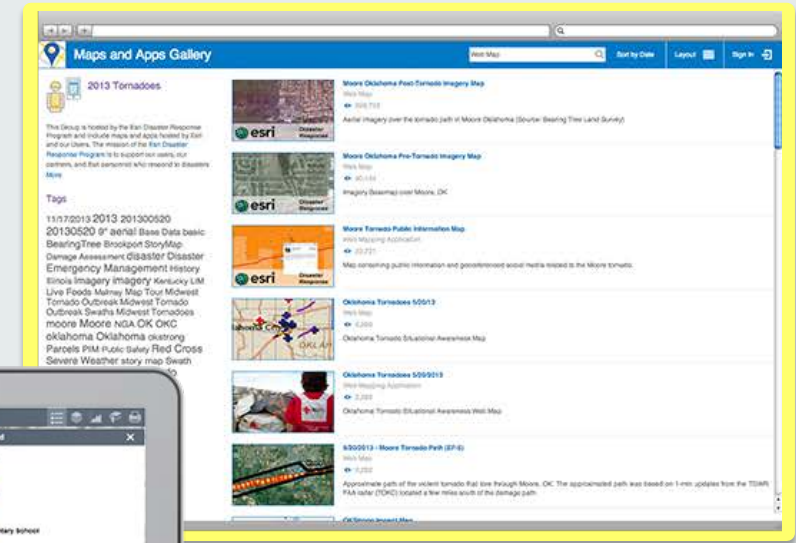 Maps and Apps Gallery
Web Map
Sort by Date
Layout
Sign In
2013 Tornadoes
This Group is hosted by the Esri Disaster Response
Program and include maps and apps hosted by Esri
and our Users. The mission of the Esri Disaster
Response Program is to support our users, our
partners, and that personnel who respond to disasters
More
Tags
11/17/2013 2013 201300520
20130520 9" aerial Base Data basic
BearingTree Brockport StoryMap
Damage Assessment disaster Disaster
Emergency Management History
Illinois Imagery imagery Kentucky LIM
Live Feeds Map Tour Midwest
Tornado Outbreak Midwest Tornado
Outbreak Swaths Midwest Tornadoes
moore Moore NGA OK OKC
oklahoma Oklahoma okstrong
Parcels PIM Public Safety Red Cross
Severe Weather story map Swath
Moore Oklahoma Post-Tornado Imagery Map
Web Map
Aerial imagery over the tornado path in Moore Oklahoma (Source: Bearing Tree Land Survey)
esri Disaster Response
Moore Oklahoma Pre-Tornado Imagery Map
Web Map
Imagery Basemap over Moore, OK
esri Disaster Response
Moore Tornado Public Information Map
Web Mapping Application
Map containing public information and georeferenced social media related to the Moore tornado.
esri Disaster Response
Oklahoma Tornadoes 5/20/13
Web Map
Oklahoma Tornado Situational Awareness Map
Oklahoma Tornadoes 5/20/2013
Web Mapping Application
Oklahoma Tornado Situational Awareness Web Map
5/20/2013 - Moore Tornado Path (EF-5)
Web Map
Approximate path of the violent tornado that tore through Moore, OK. The approximated path was based on 1-min updates from the TDWR
FAA radar (TOKC) located a few miles south of the damage path
OKStrong Impact Map
School